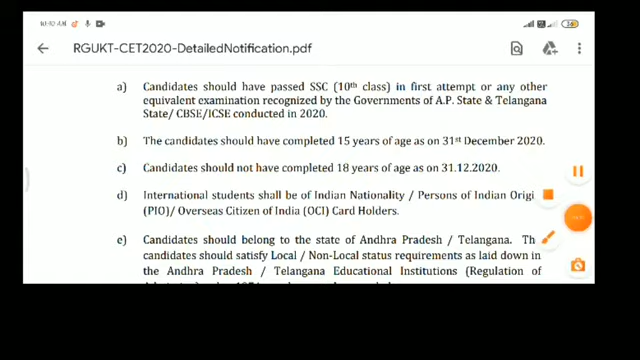 RGUKT-CET2020-DetailedNotification.pdf
a) Candidates should have passed SSC (10th class) in first attempt or any other
equivalent examination recognized by the Governments of A.P. State & Telangana
State/ CBSE/ICSE conducted in 2020.
b) The candidates should have completed 15 years of age as on 31st December 2020.
c) Candidates should not have completed 18 years of age as on 31.12.2020.
d) International students shall be of Indian Nationality / Persons of Indian Origi
(PIO)/ Overseas Citizen of India (OCI) Card Holders.
e) Candidates should belong to the state of Andhra Pradesh / Telangana. Th
candidates should satisfy Local / Non-Local status requirements as laid down in
the Andhra Pradesh / Telangana Educational Institutions (Regulation of